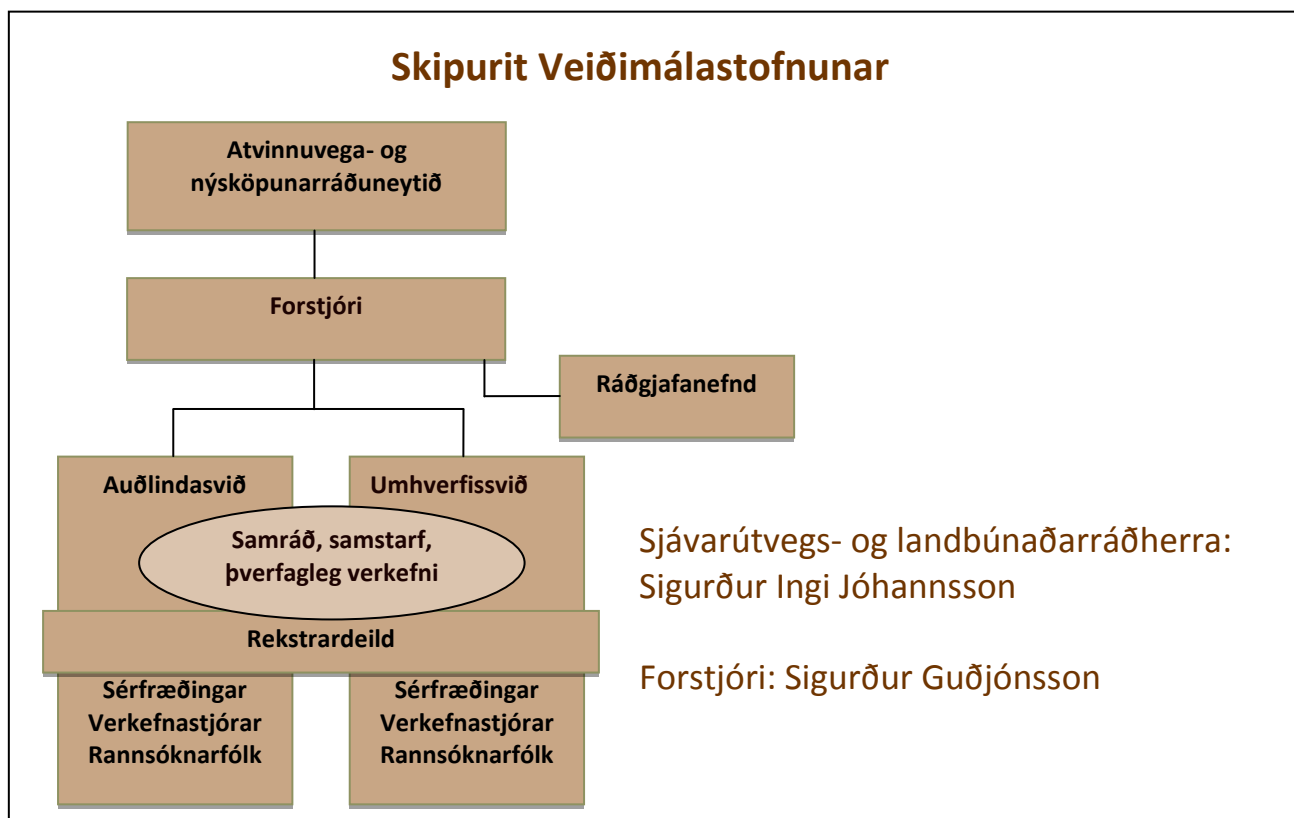 Skipurit Veiðimálastofnunar
Atvinnuvega- og
nýsköpunarráðuneytið
Forstjóri
Ráðgjafanefnd
Auðlindasvið
Umhverfissvið
Samráð, samstarf,
þverfagleg verkefni
Rekstrardeild
Sérfræðingar
Verkefnastjórar
Rannsóknarfólk
Sérfræðingar
Verkefnastjórar
Rannsóknarfólk
Sjávarútvegs- og landbúnaðarráðherra:
Sigurður Ingi Jóhannsson
Forstjóri: Sigurður Guðjónsson